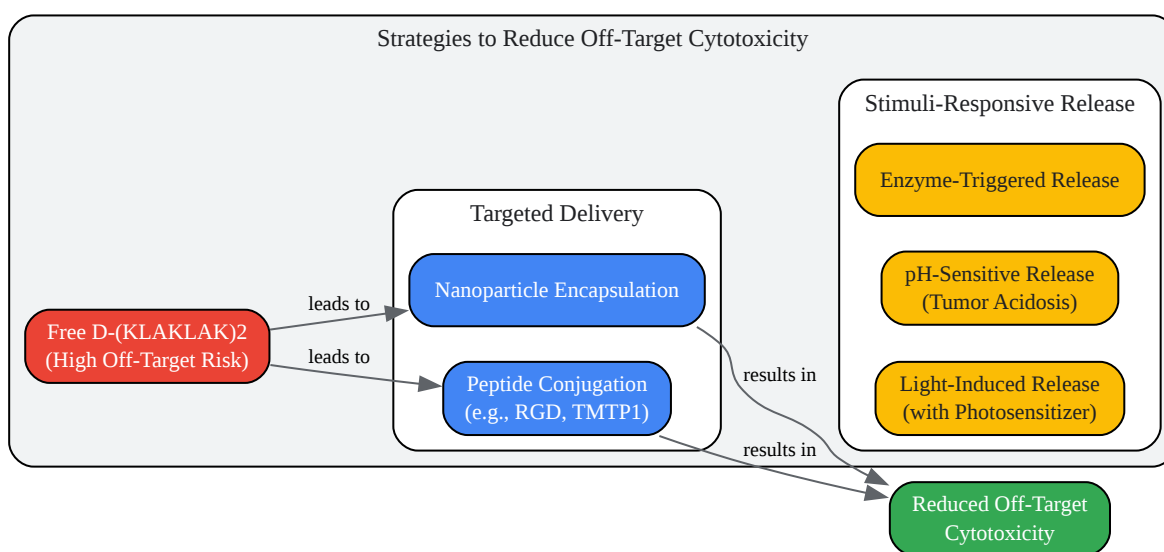 Strategies to Reduce Off-Target Cytotoxicity
Stimuli-Responsive Release
Enzyme-Triggered Release
Targeted Delivery
Nanoparticle Encapsulation
pH-Sensitive Release
(Tumor Acidosis)
leads to
Free D-(KLAKLAK)2
(High Off-Target Risk)
leads to
Peptide Conjugation
(e.g., RGD, TMTP1)
results in
Light-Induced Release
(with Photosensitizer)
results in
Reduced Off-Target
Cytotoxicity